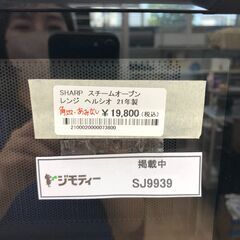 SHARP スチームオーブン
レンジ ヘルシオ 21年製
¥19,800(税込)
2100020000073800
掲載中
ジモティー
SJ9939